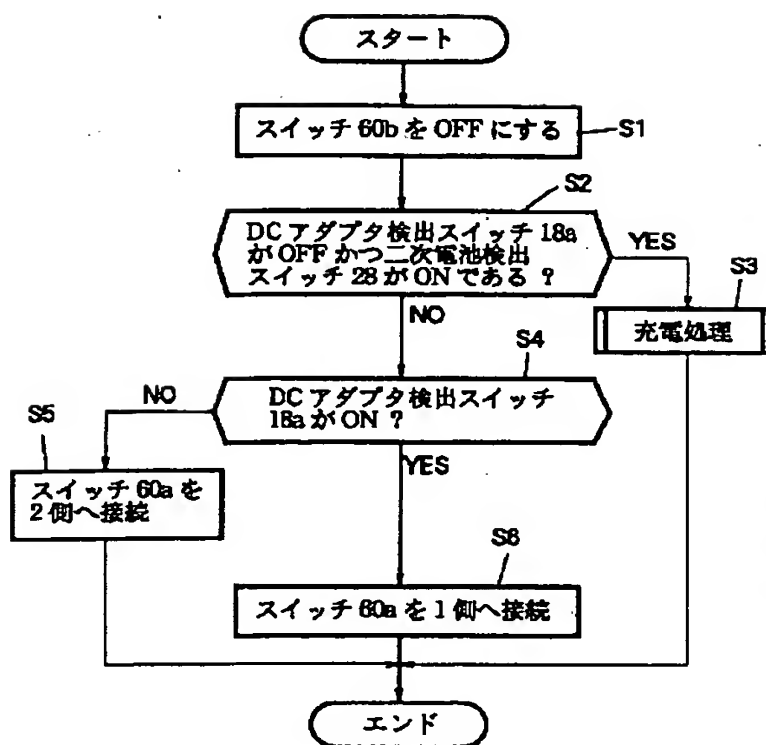 スタート
スイッチ 60b を OFF にする
S1
S2
DC アダプタ検出スイッチ 18a
が OFF かつ二次電池検出
スイッチ 28 が ON である ?
YES
S3
充電処理
NO
S4
DC アダプタ検出スイッチ
18a が ON ?
NO
S5
スイッチ 60a を
2 側へ接続
YES
S6
スイッチ 60a を 1 側へ接続
エンド